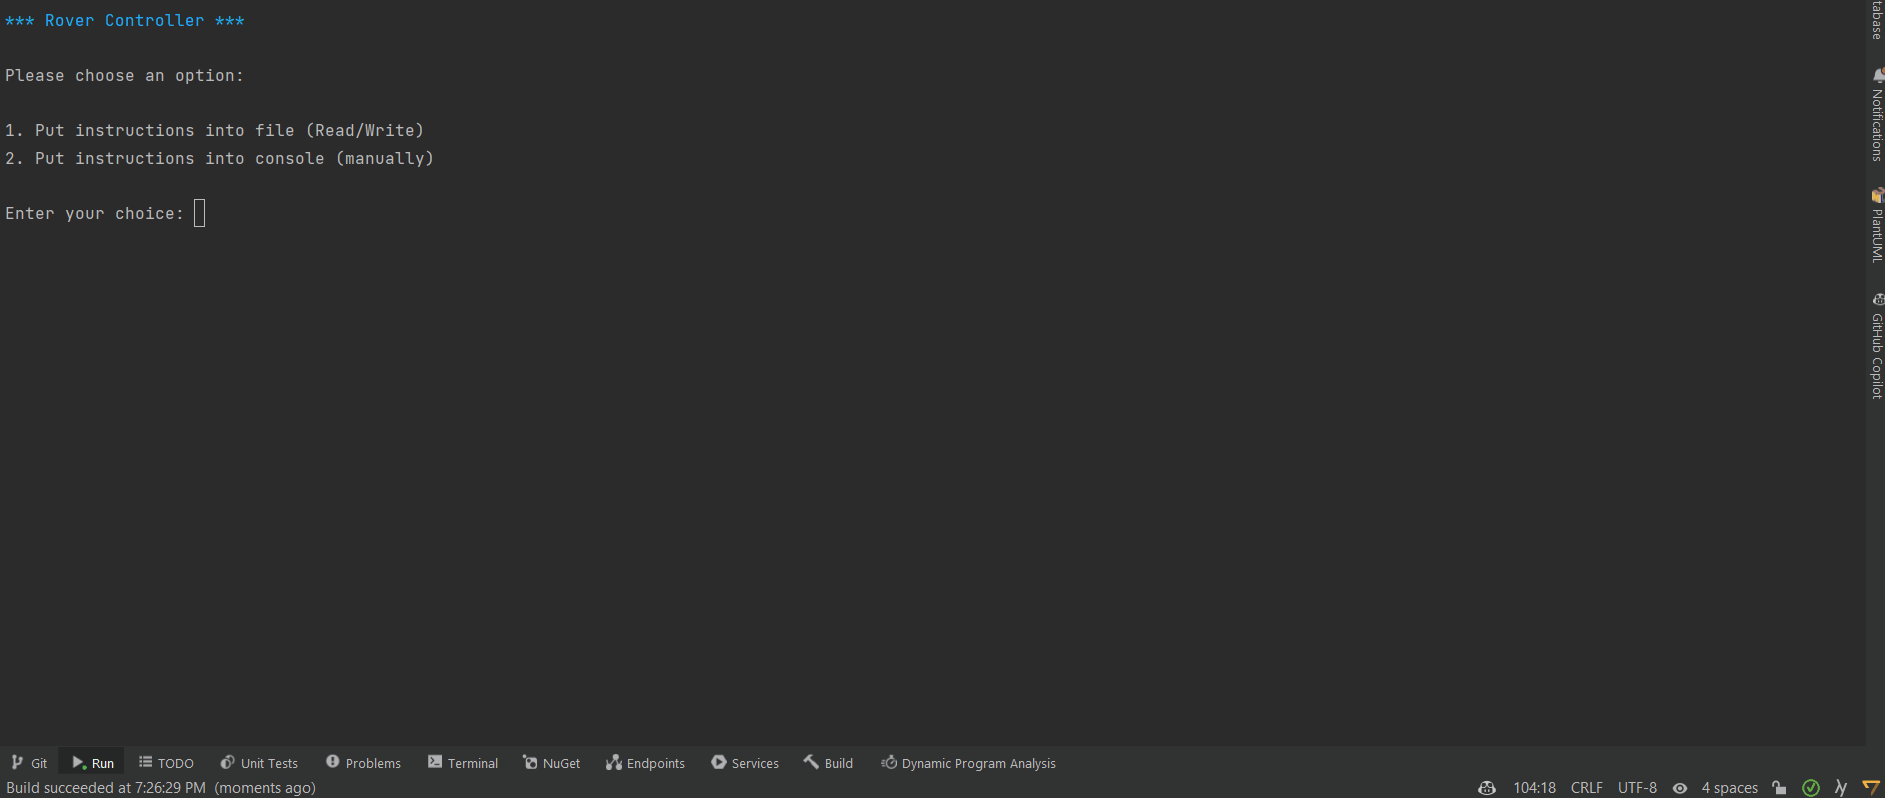 *** Rover Controller ***
Please choose an option:
1. Put instructions into file (Read/Write)
2. Put instructions into console (manually)
Enter your choice:
tabase
Notifications
PlantUML
GitHub Copilot
Git Run TODO Unit Tests Problems Terminal NuGet Endpoints Services Build Dynamic Program Analysis
Build succeeded at 7:26:29 PM (moments ago) 104:18 CRLF UTF-8 4 spaces